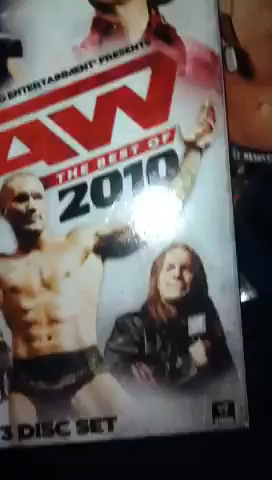 G ENTERTAINMENT® PRESENTS
AW
THE BEST OF
2010
3 DISC SET